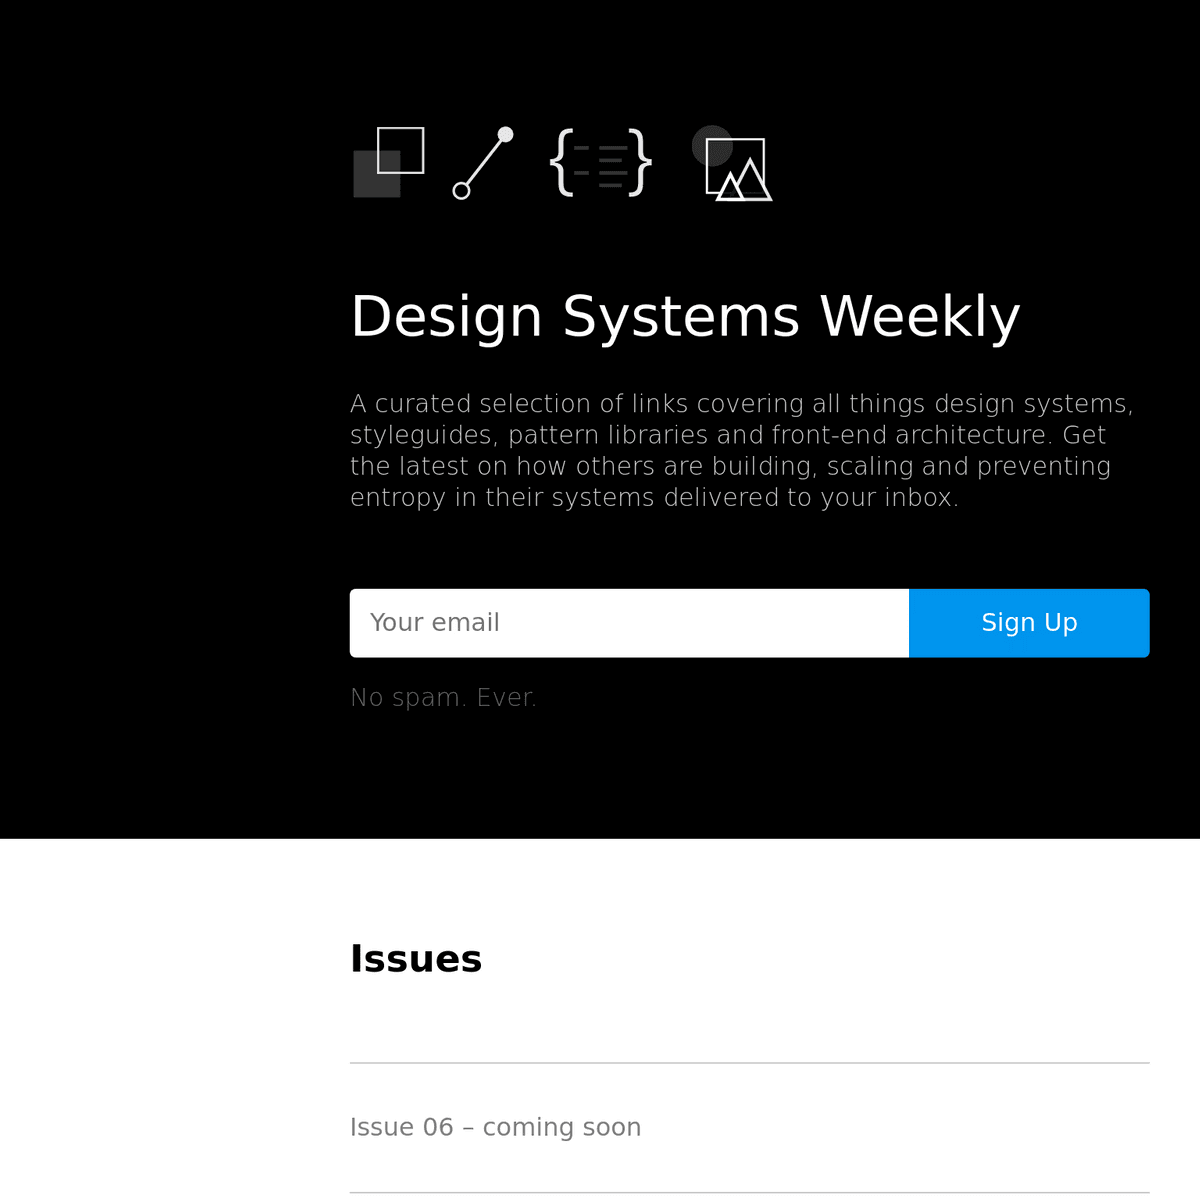 Design Systems Weekly
A curated selection of links covering all things design systems,
styleguides, pattern libraries and front-end architecture. Get
the latest on how others are building, scaling and preventing
entropy in their systems delivered to your inbox.
Your email
Sign Up
No spam. Ever.
Issues
Issue 06 – coming soon